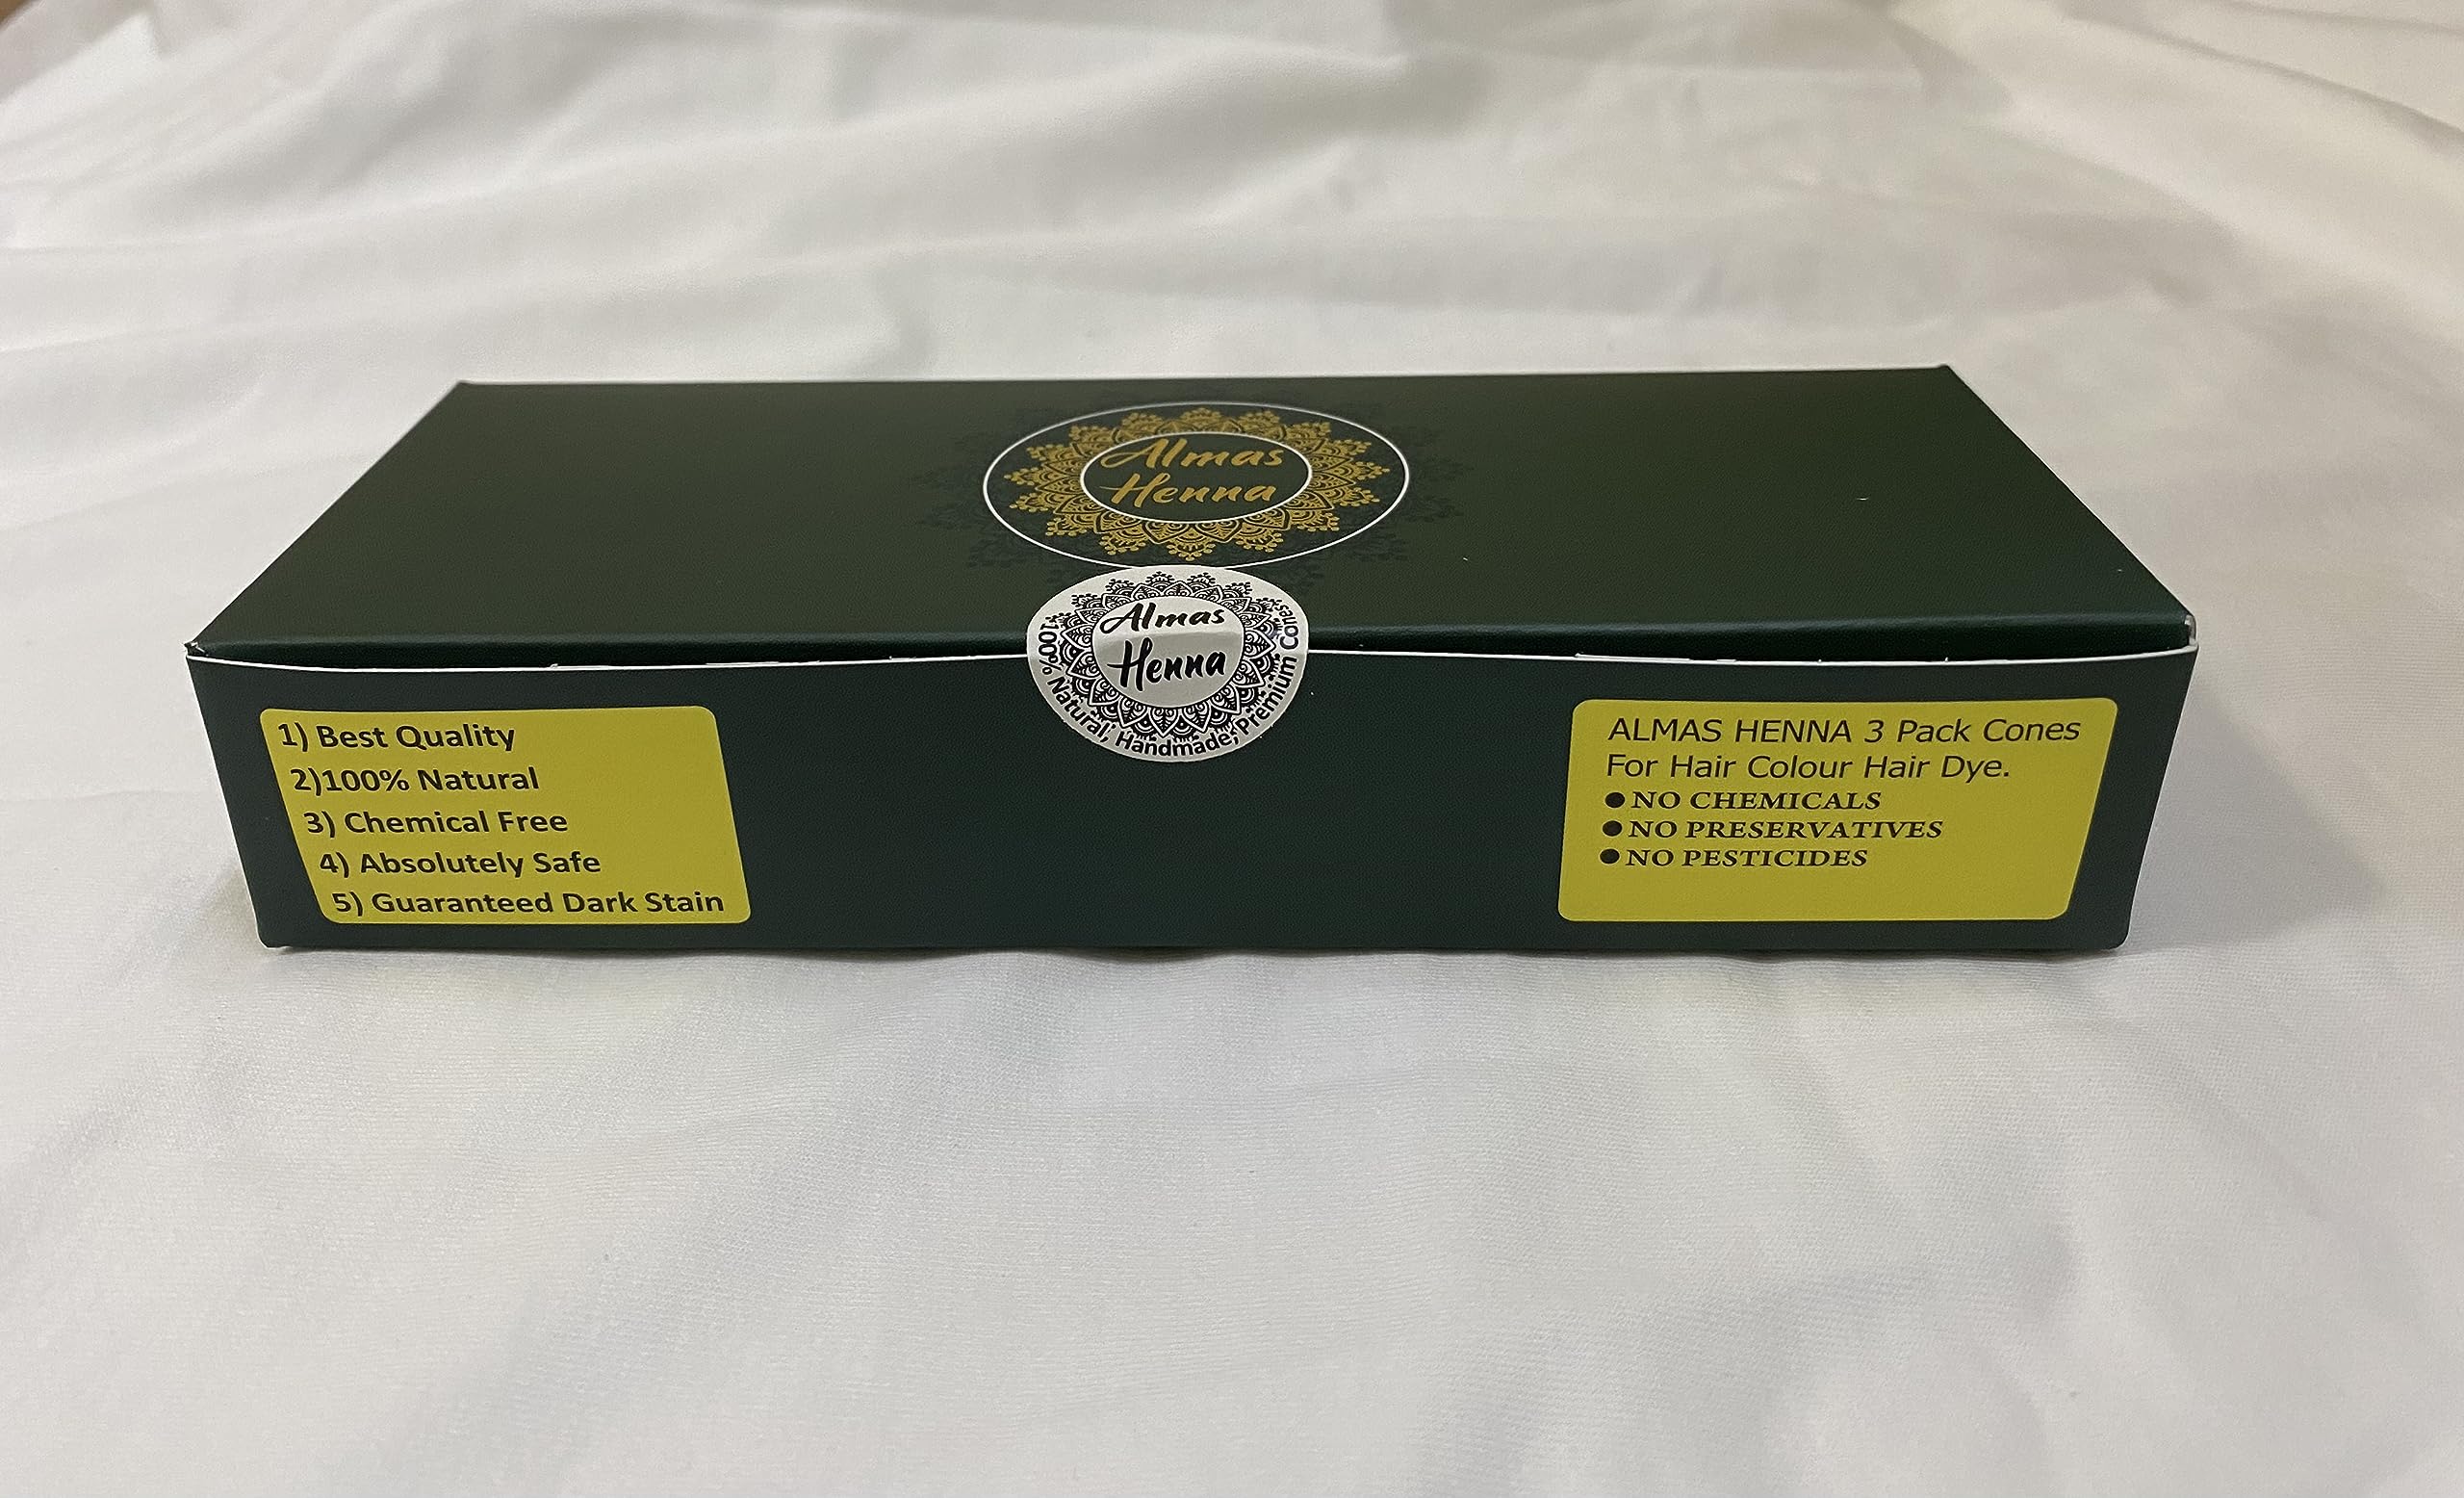 Almas
Henna
Almas
Henna
100% Natural, Handmade, Premium Cones
1) Best Quality
2)100% Natural
3) Chemical Free
4) Absolutely Safe
5) Guaranteed Dark Stain
ALMAS HENNA 3 Pack Cones
For Hair Colour Hair Dye.
● NO CHEMICALS
● NO PRESERVATIVES
● NO PESTICIDES